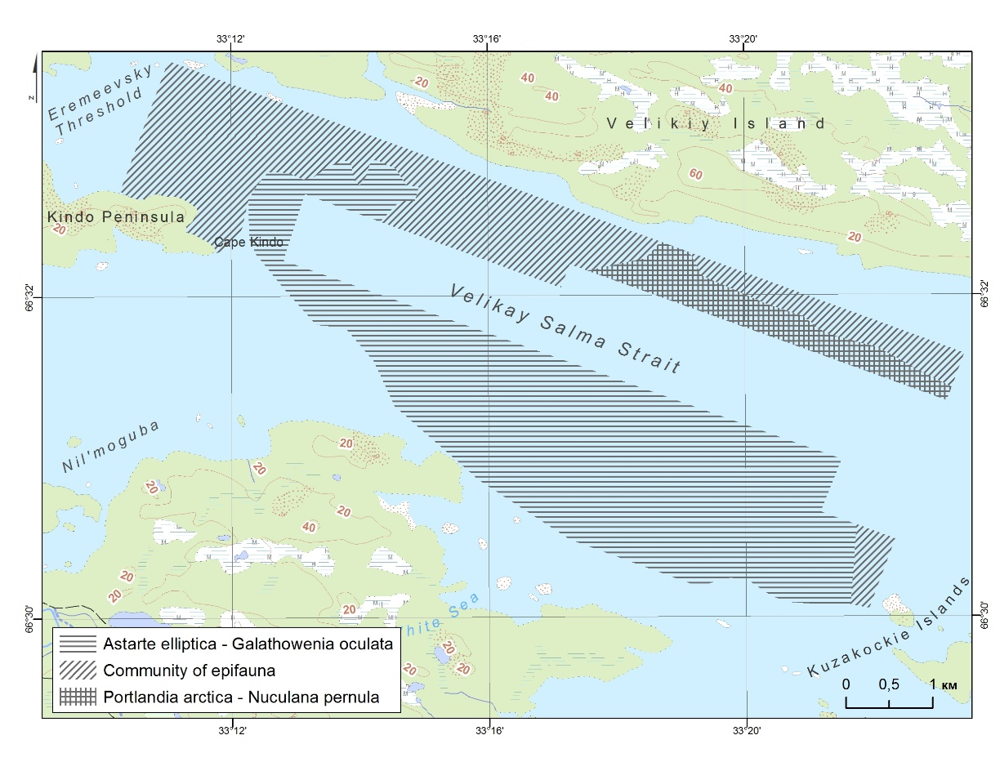 33°12'
33°16'
33°20'
z
Eremeevsky
Threshold
20
40
40
40
Velikiy Island
60
20
Kindo Peninsula
20
Cape Kindo
66°32'
66°32'
Velikay Salma Strait
Nil'moguba
20
20
20
20
40
20
20
20
66°30'
66°30'
hite Sea
20
20
20
Kuzakockie Islands
Astarte elliptica - Galathowenia oculata
Community of epifauna
Portlandia arctica - Nuculana pernula
0 0,5 1 км
33°12'
33°16'
33°20'